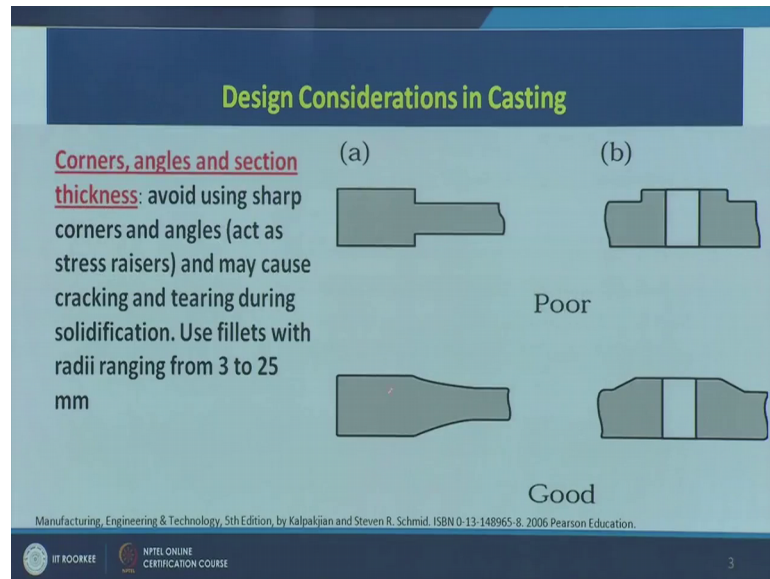 Design Considerations in Casting
Corners, angles and section
thickness: avoid using sharp
corners and angles (act as
stress raisers) and may cause
cracking and tearing during
solidification. Use fillets with
radii ranging from 3 to 25
mm
(a)
(b)
Poor
Good
Manufacturing, Engineering & Technology, 5th Edition, by Kalpakjian and Steven R. Schmid. ISBN 0-13-148965-8. 2006 Pearson Education.
IIT ROORKEE
NPTEL ONLINE
CERTIFICATION COURSE
3